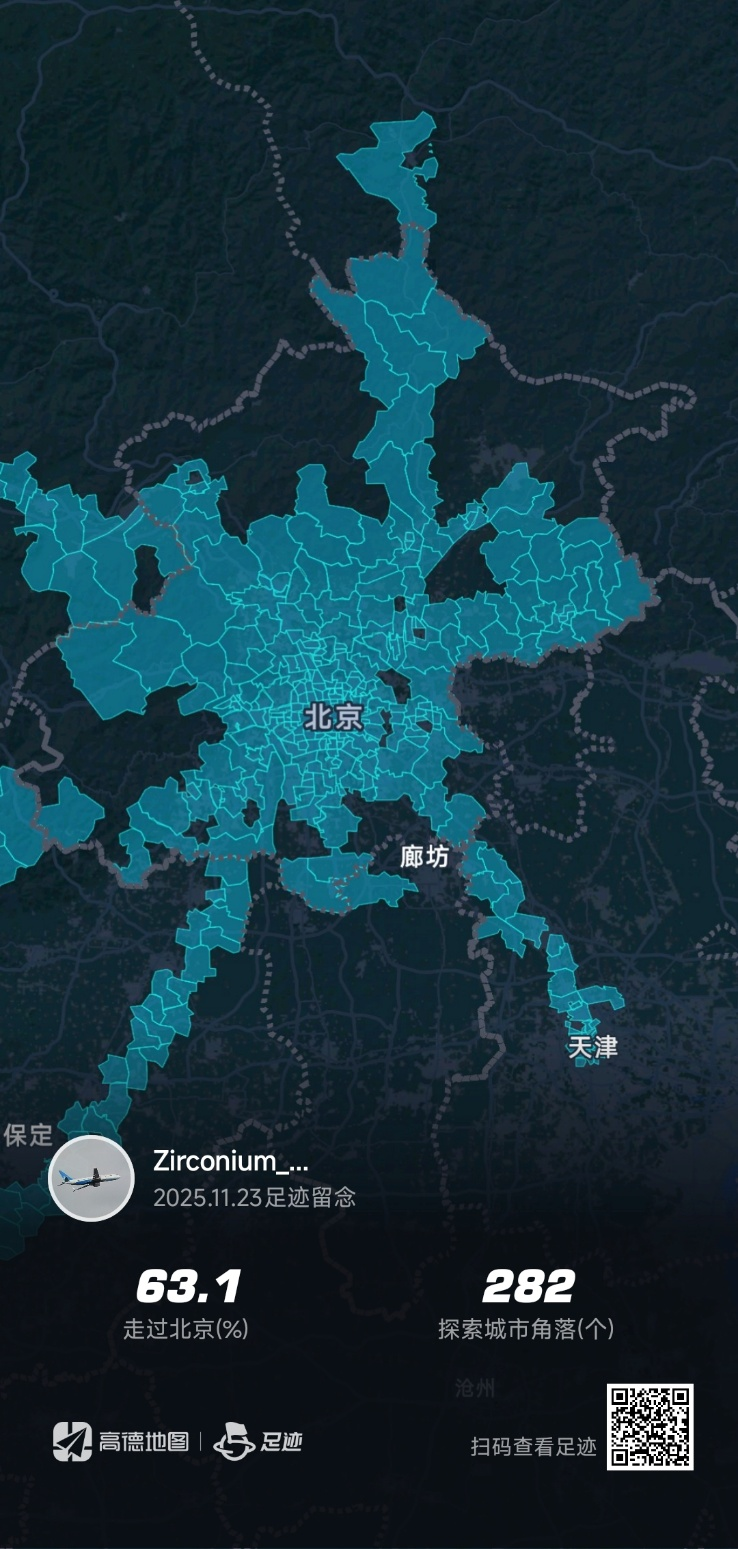 北京
廊坊
天津
保定
Zirconium_...
2025.11.23足迹留念
63.1
走过北京(%)
282
探索城市角落(个)
沧州
高德地图 | 足迹
扫码查看足迹